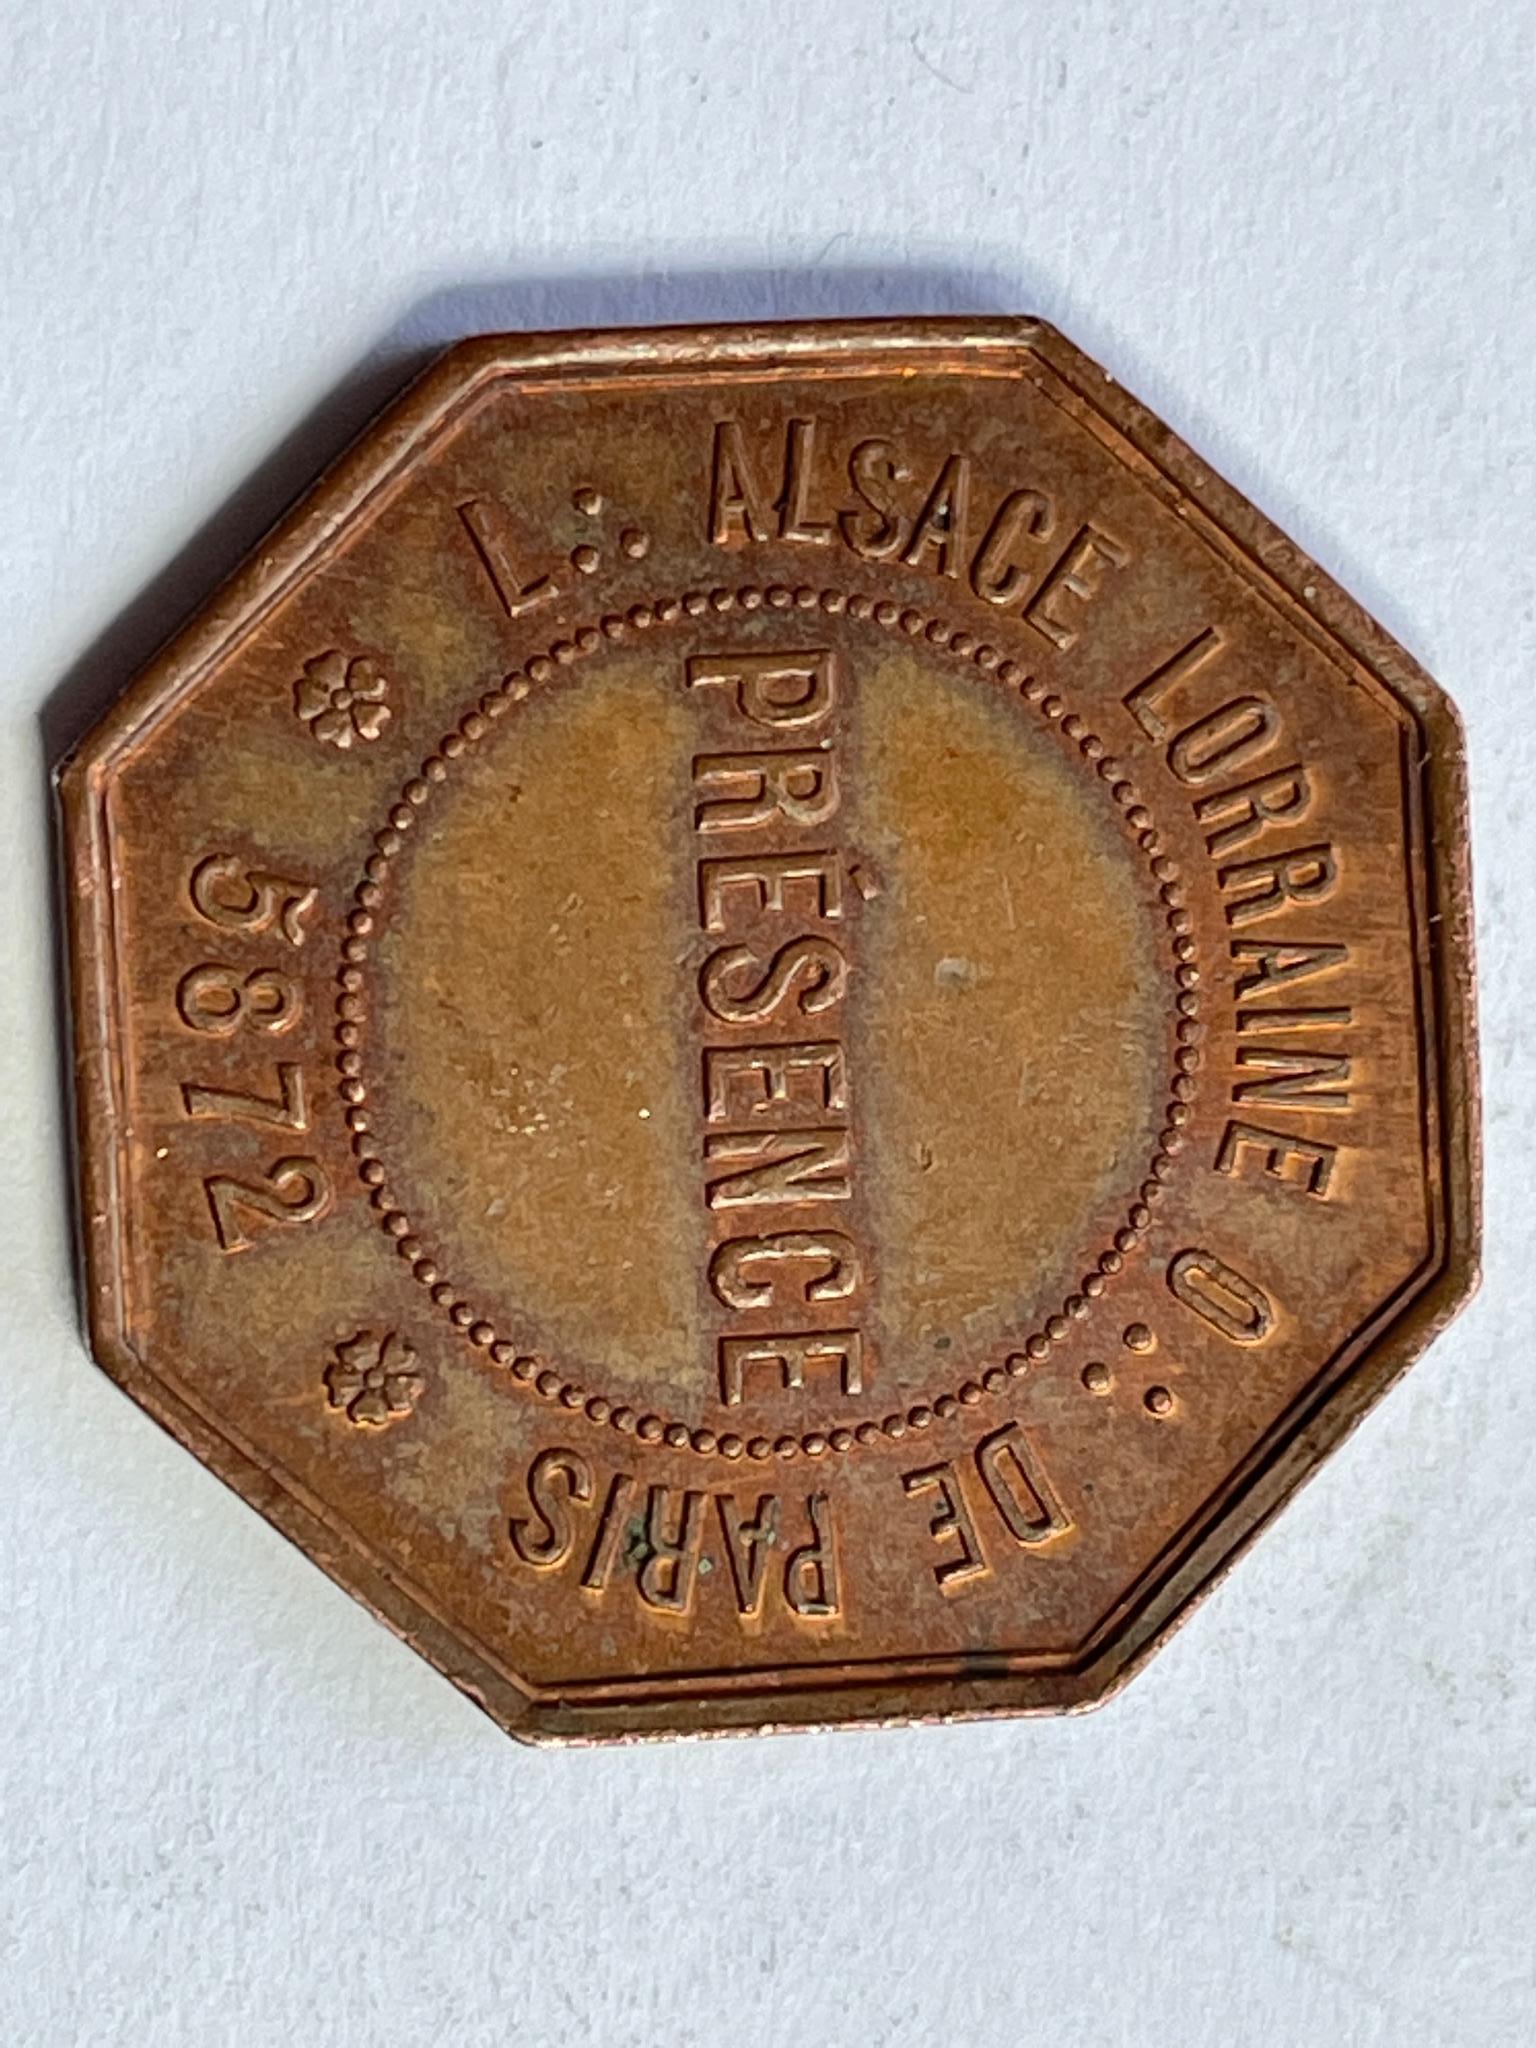 L∴ ALSACE LORRAINE O∴ DE PARIS
PRÉSENCE
5872